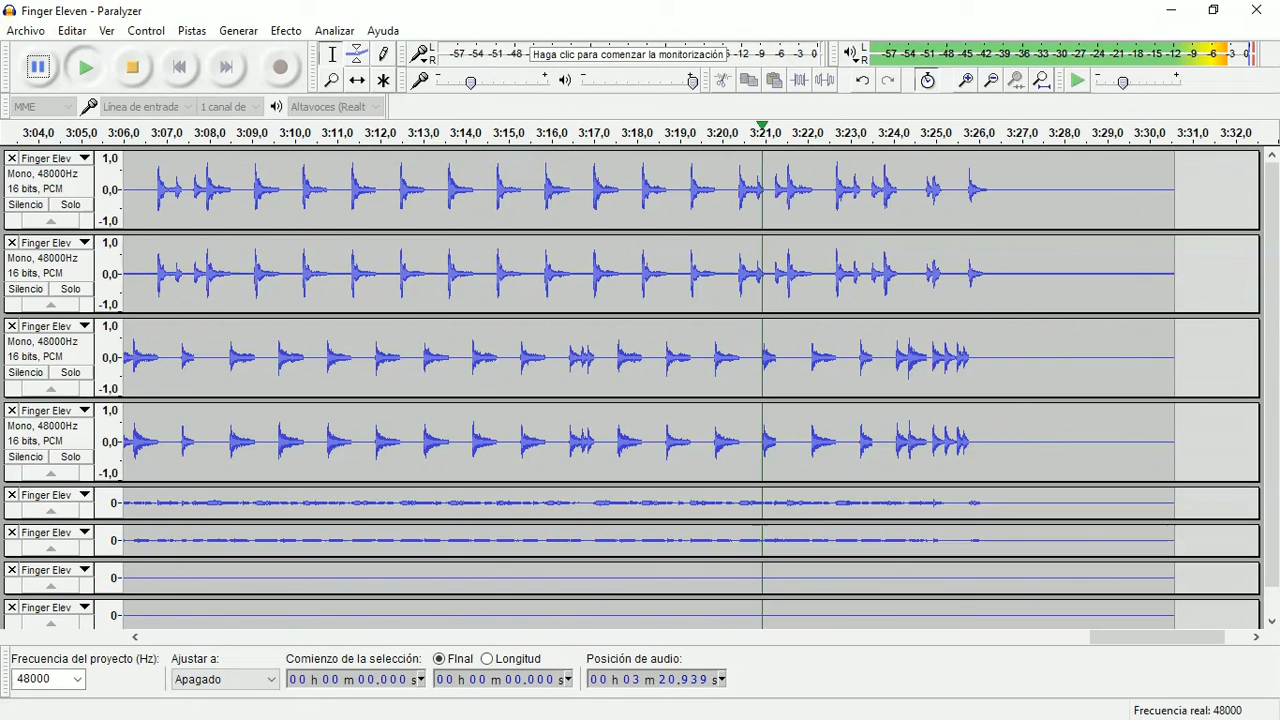 Finger Eleven - Paralyzer
Archivo Editar Ver Control Pistas Generar Efecto Analizar Ayuda
L R -57 -54 -51 -48 Haga clic para comenzar la monitorización -12 -9 -6 -3 0 L R -57 -54 -51 -48 -45 -42 -39 -36 -33 -30 -27 -24 -21 -18 -15 -12 -9 -6 -3 0
- + - + - +
MME Línea de entrada 1 canal de Altavoces (Realt
3:04,0 3:05,0 3:06,0 3:07,0 3:08,0 3:09,0 3:10,0 3:11,0 3:12,0 3:13,0 3:14,0 3:15,0 3:16,0 3:17,0 3:18,0 3:19,0 3:20,0 3:21,0 3:22,0 3:23,0 3:24,0 3:25,0 3:26,0 3:27,0 3:28,0 3:29,0 3:30,0 3:31,0 3:32,0
Finger Elev 1,0
Mono, 48000Hz
16 bits, PCM 0,0
Silencio Solo
-1,0
Finger Elev 1,0
Mono, 48000Hz
16 bits, PCM 0,0
Silencio Solo
-1,0
Finger Elev 1,0
Mono, 48000Hz
16 bits, PCM 0,0
Silencio Solo
-1,0
Finger Elev 1,0
Mono, 48000Hz
16 bits, PCM 0,0
Silencio Solo
-1,0
Finger Elev 0-
Finger Elev 0-
Finger Elev 0-
Finger Elev 0-
Frecuencia del proyecto (Hz): Ajustar a: Comienzo de la selección: FInal Longitud Posición de audio:
48000 Apagado 00 h 00 m 00.000 s 00 h 00 m 00.000 s 00 h 03 m 20.939 s
Frecuencia real: 48000